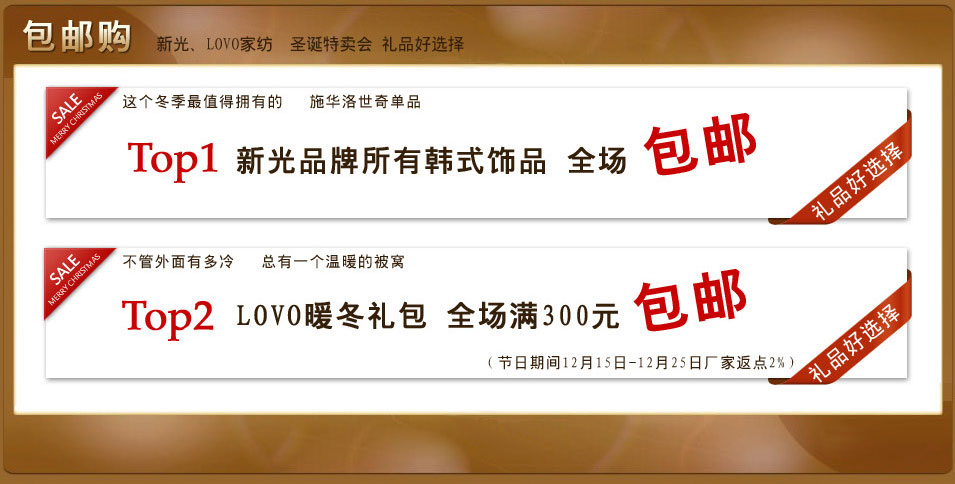 包邮购 新光、LOVO家纺 圣诞特卖会 礼品好选择
SALE
MERRY CHRISTMAS
这个冬季最值得拥有的 施华洛世奇单品
Top1 新光品牌所有韩式饰品 全场 包邮
礼品好选择
SALE
MERRY CHRISTMAS
不管外面有多冷 总有一个温暖的被窝
Top2 LOVO暖冬礼包 全场满300元 包邮
(节日期间12月15日-12月25日厂家返点2%)
礼品好选择